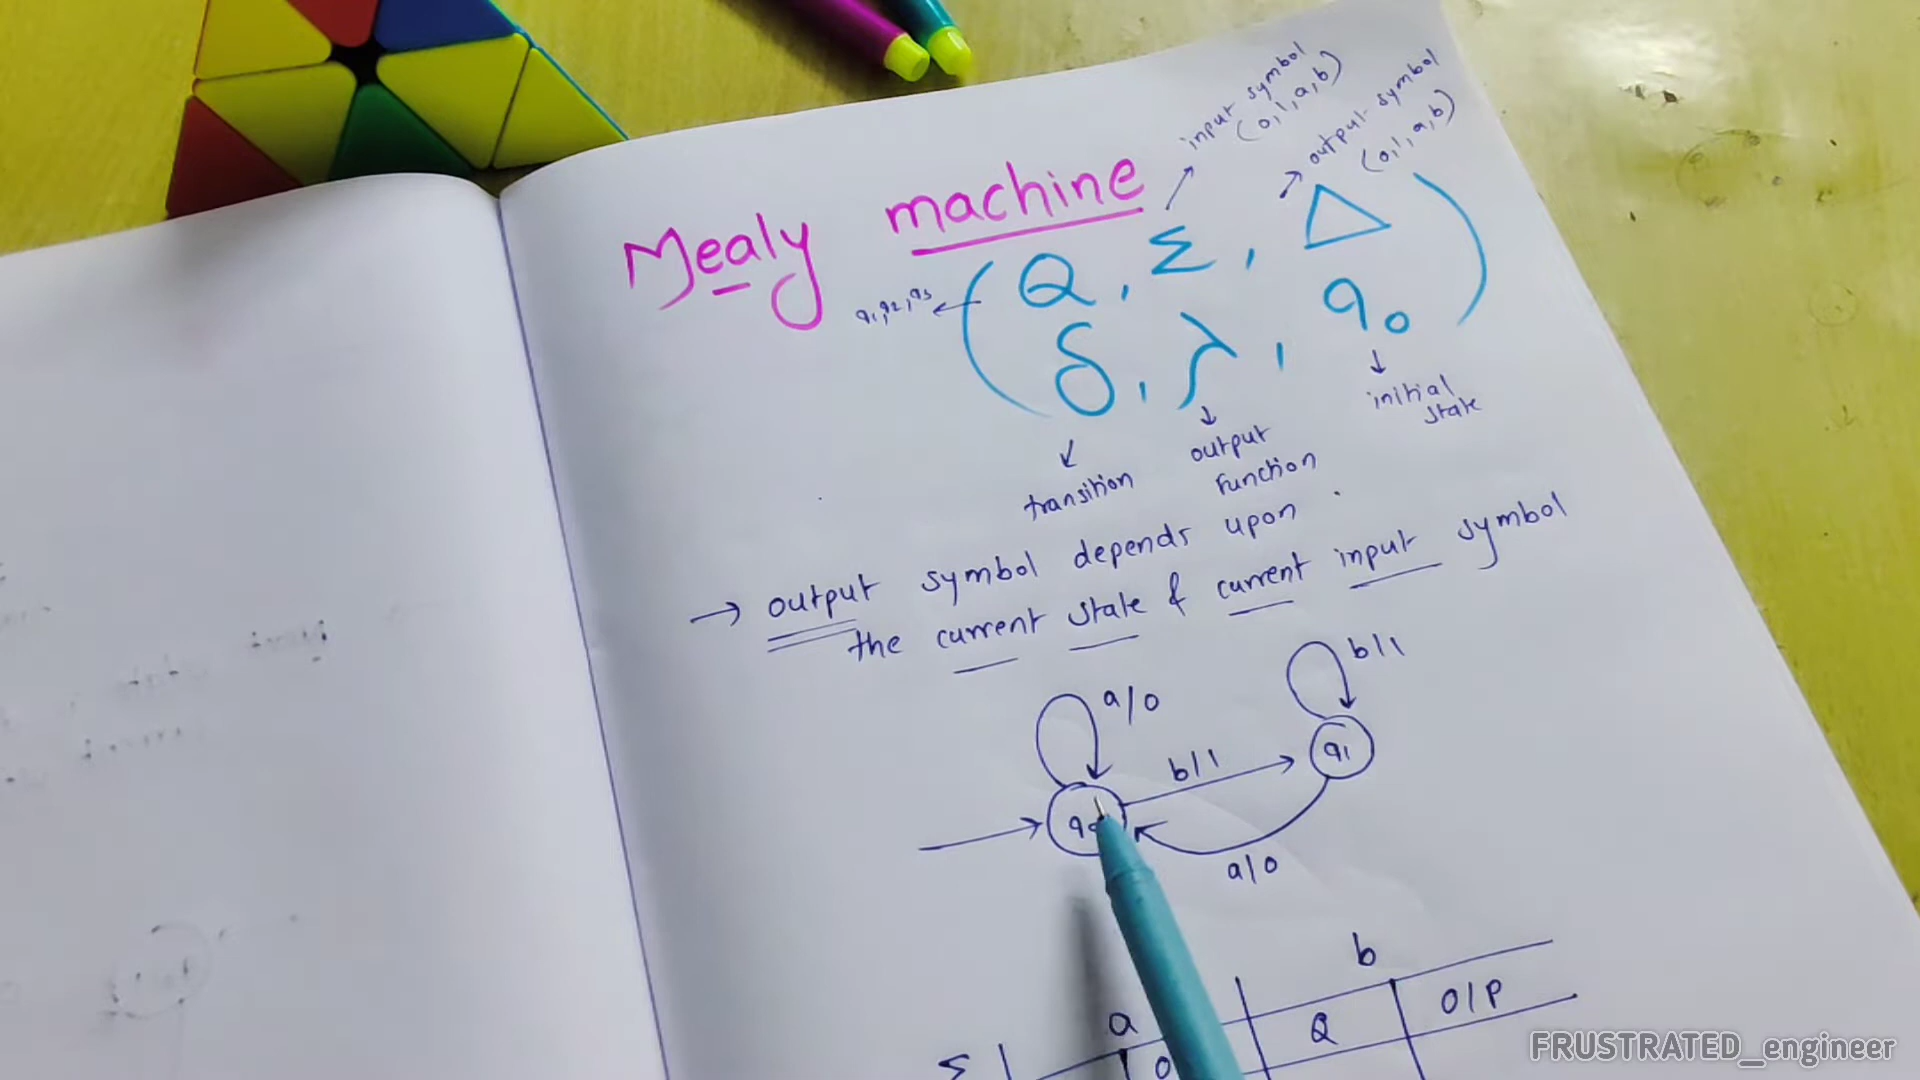 input symbol
(0,1,a,b)
output symbol
(0,1,a,b)
Mealy machine
q1,q2,q3
(Q, Σ, Δ
δ, λ, q0)
initial
state
output
function
transition
→ output symbol depends upon
the current state & current input symbol
a/0
b/1
b/1
q1
a/0
b
a
Q
O/P
Σ
FRUSTRATED_engineer